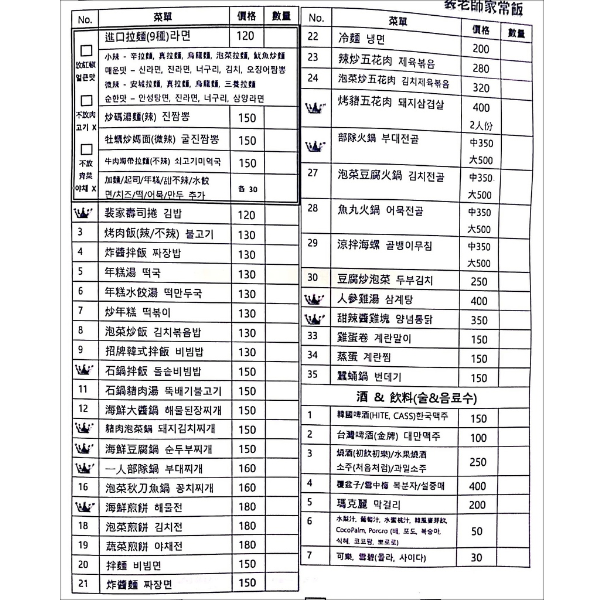 裴老師家常飯
No. 菜單 價格 數量
進口拉麵(9種)라면 120
放紅椒 매운맛
小辣 - 辛拉麵, 真拉麵, 烏龍麵, 泡菜拉麵, 魷魚炒麵
매운맛 - 신라면, 진라면, 너구리, 김치, 오징어짬뽕
微辣 - 安城拉麵, 真拉麵, 烏龍麵, 三養拉麵
순한맛 - 인성탕면, 진라면, 너구리, 삼양라면
不放肉 고기 X
炒碼湯麵(辣) 진짬뽕 150
牡蠣炒媽面(微辣) 굴진짬뽕 150
不放青菜 야채 X
牛肉海帶拉麵(不辣) 쇠고기미역국 150
加麵/起司/年糕/甜不辣/水餃
면/치즈/떡/어묵/만두 추가 各 30
裴家壽司捲 김밥 120
3 烤肉飯(辣/不辣) 불고기 130
4 炸醬拌飯 짜장밥 130
5 年糕湯 떡국 130
6 年糕水餃湯 떡만두국 130
7 炒年糕 떡볶이 130
8 泡菜炒飯 김치볶음밥 130
9 招牌韓式拌飯 비빔밥 130
石鍋拌飯 돌솥비빔밥 150
11 石鍋豬肉湯 뚝배기불고기 150
12 海鮮大醬鍋 해물된장찌개 150
豬肉泡菜鍋 돼지김치찌개 150
海鮮豆腐鍋 순두부찌개 150
一人部隊鍋 부대찌개 160
16 泡菜秋刀魚鍋 꽁치찌개 160
海鮮煎餅 해물전 180
18 泡菜煎餅 김치전 180
19 蔬菜煎餅 야채전 180
20 拌麵 비빔면 150
21 炸醬麵 짜장면 150
No. 菜單 價格 數量
22 冷麵 냉면 200
23 辣炒五花肉 제육볶음 280
24 泡菜炒五花肉 김치제육볶음 320
烤豬五花肉 돼지삼겹살 400
2人份
部隊火鍋 부대전골 中350
大500
27 泡菜豆腐火鍋 김치전골 中350
大500
28 魚丸火鍋 어묵전골 中350
大500
29 涼拌海螺 골뱅이무침 中350
大500
30 豆腐炒泡菜 두부김치 250
人參雞湯 삼계탕 400
甜辣醬雞塊 양념통닭 350
33 雞蛋卷 계란말이 150
34 蒸蛋 계란찜 150
35 蠶蛹鍋 번데기 150
酒 & 飲料(술&음료수)
1 韓國啤酒(HITE, CASS)한국맥주 150
2 台灣啤酒(金牌) 대만맥주 100
3 燒酒(初飲初樂)/水果燒酒
소주(처음처럼)/과일소주 250
4 覆盆子/雪中梅 복분자/설중매 400
5 瑪克麗 막걸리 200
6 水梨汁, 葡萄汁, 水蜜桃汁,
CocoPalm, Pororo (배, 포도, 복숭아,
식혜, 코코팜, 뽀로로) 50
7 可樂, 雪碧(콜라, 사이다) 30